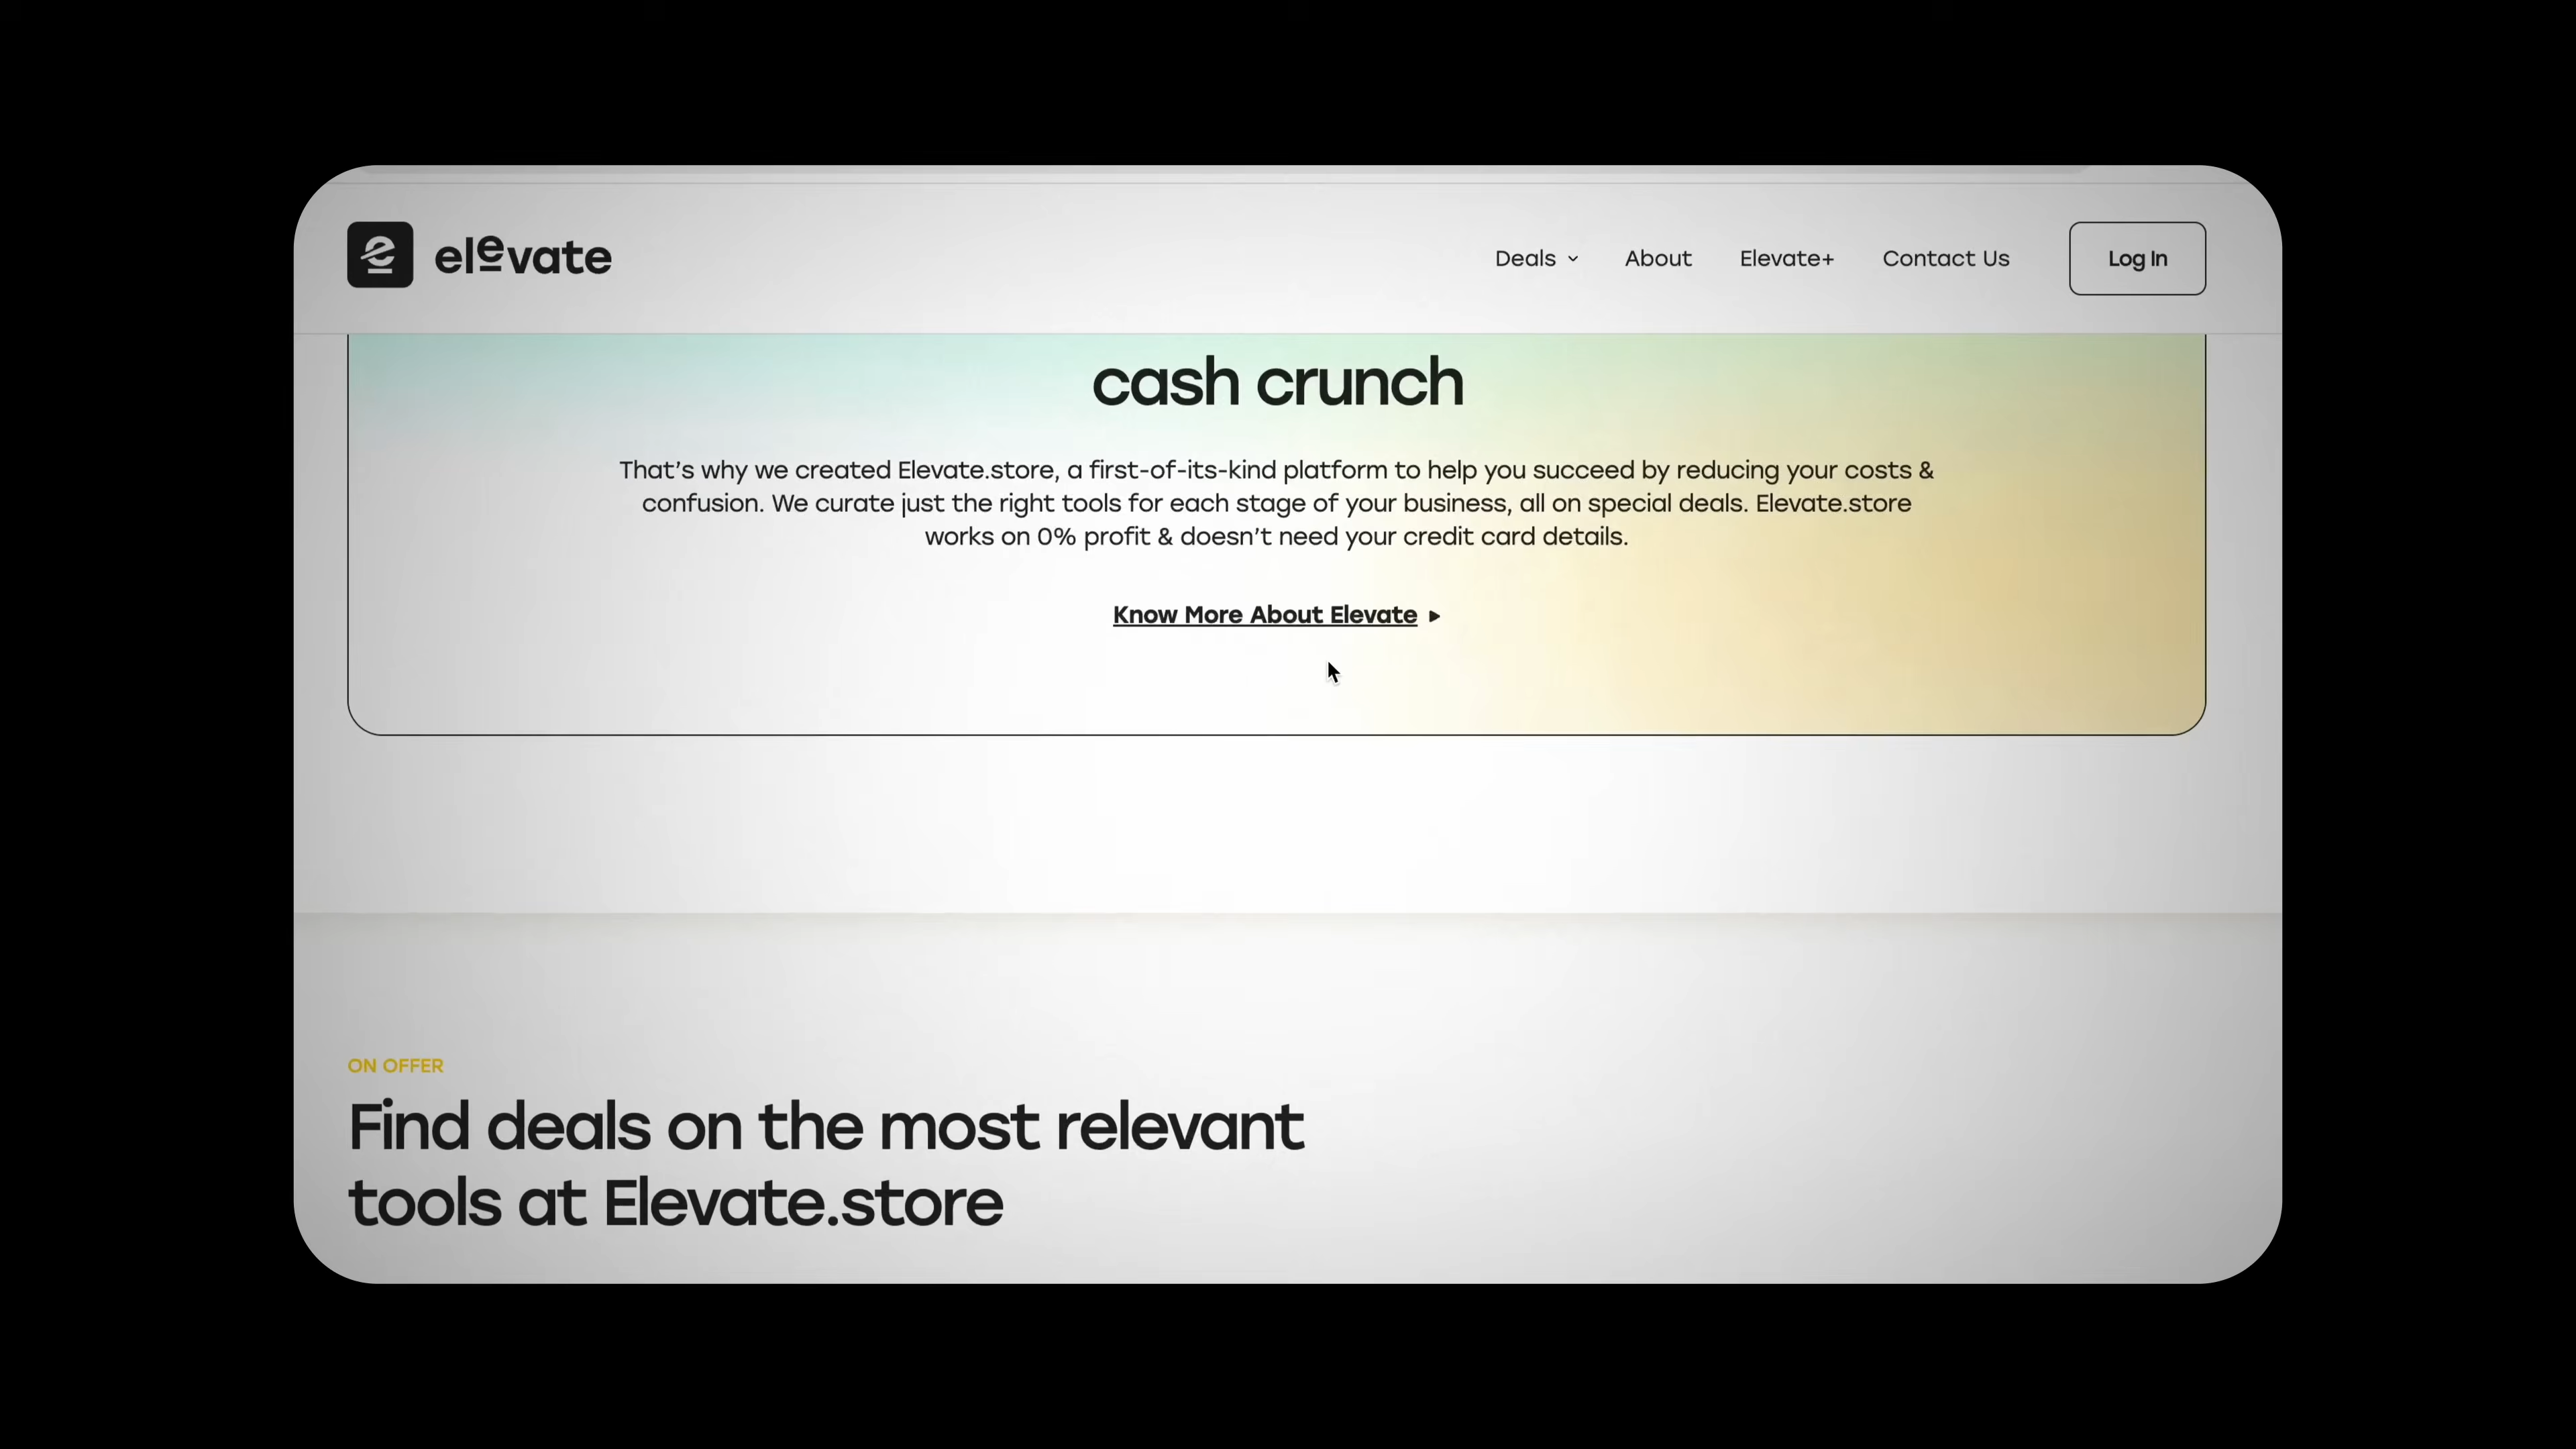 elevate
Deals
About
Elevate+
Contact Us
Log In
cash crunch
That’s why we created Elevate.store, a first-of-its-kind platform to help you succeed by reducing your costs &
confusion. We curate just the right tools for each stage of your business, all on special deals. Elevate.store
works on 0% profit & doesn’t need your credit card details.
Know More About Elevate
ON OFFER
Find deals on the most relevant
tools at Elevate.store